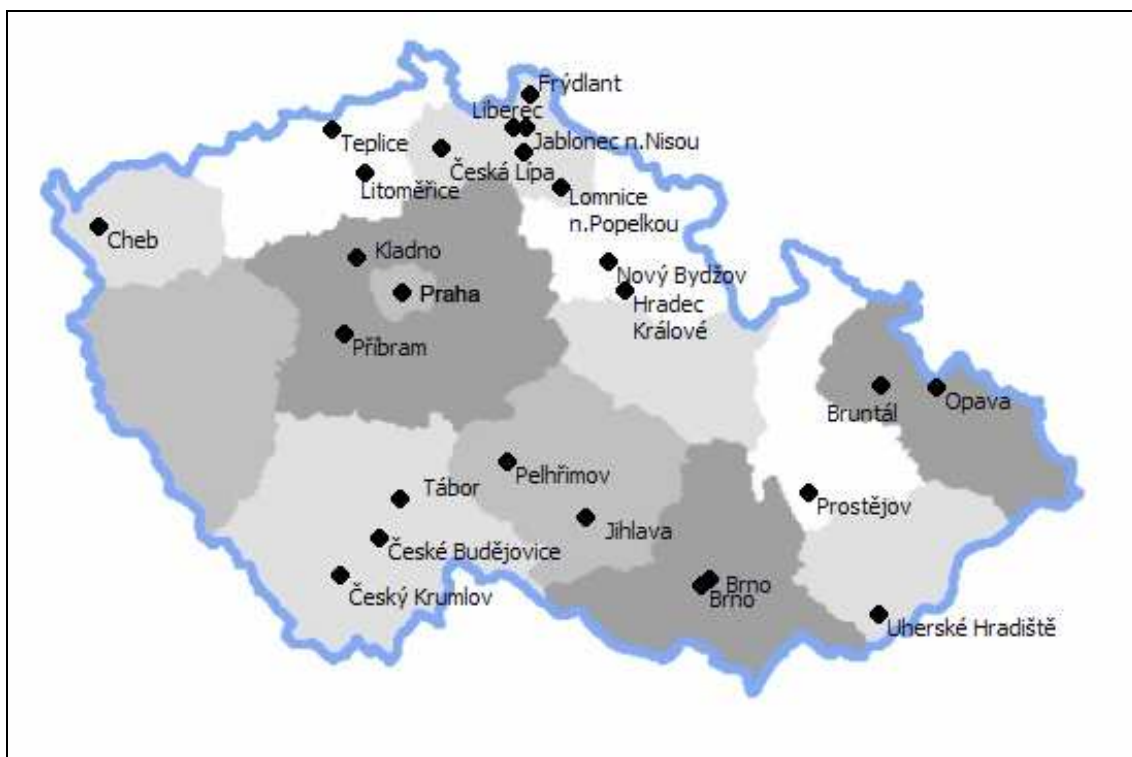 Frýdlant
Liberec
Teplice
Jablonec n.Nisou
Česká Lípa
Litoměřice
Lomnice
n.Popelkou
Cheb
Kladno
Nový Bydžov
Praha
Hradec
Králové
Příbram
Bruntál
Opava
Pelhřimov
Tábor
Prostějov
Jihlava
České Budějovice
Brno
Brno
Český Krumlov
Uherské Hradiště